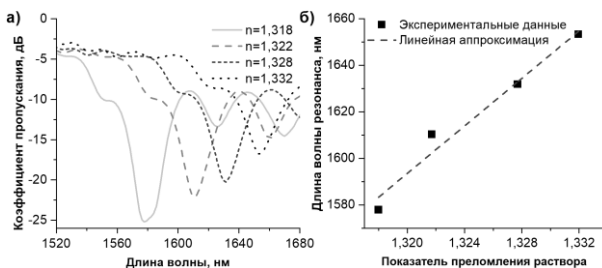 а)
0
-5
-10
-15
-20
-25
Коэффициент пропускания, дБ
n=1,318
n=1,322
n=1,328
n=1,332
1520
1560
1600
1640
1680
Длина волны, нм
б)
1660
1640
1620
1600
1580
Длина волны резонанса, нм
Экспериментальные данные
Линейная аппроксимация
1,320
1,324
1,328
1,332
Показатель преломления раствора